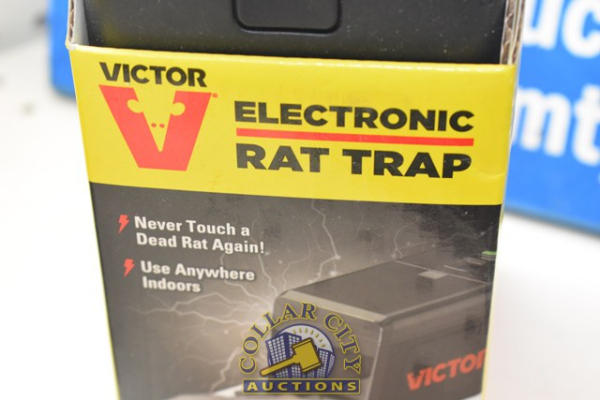 VICTOR
ELECTRONIC
RAT TRAP
Never Touch a
Dead Rat Again!
Use Anywhere
Indoors
VICTOR
COLLAR CITY
AUCTIONS